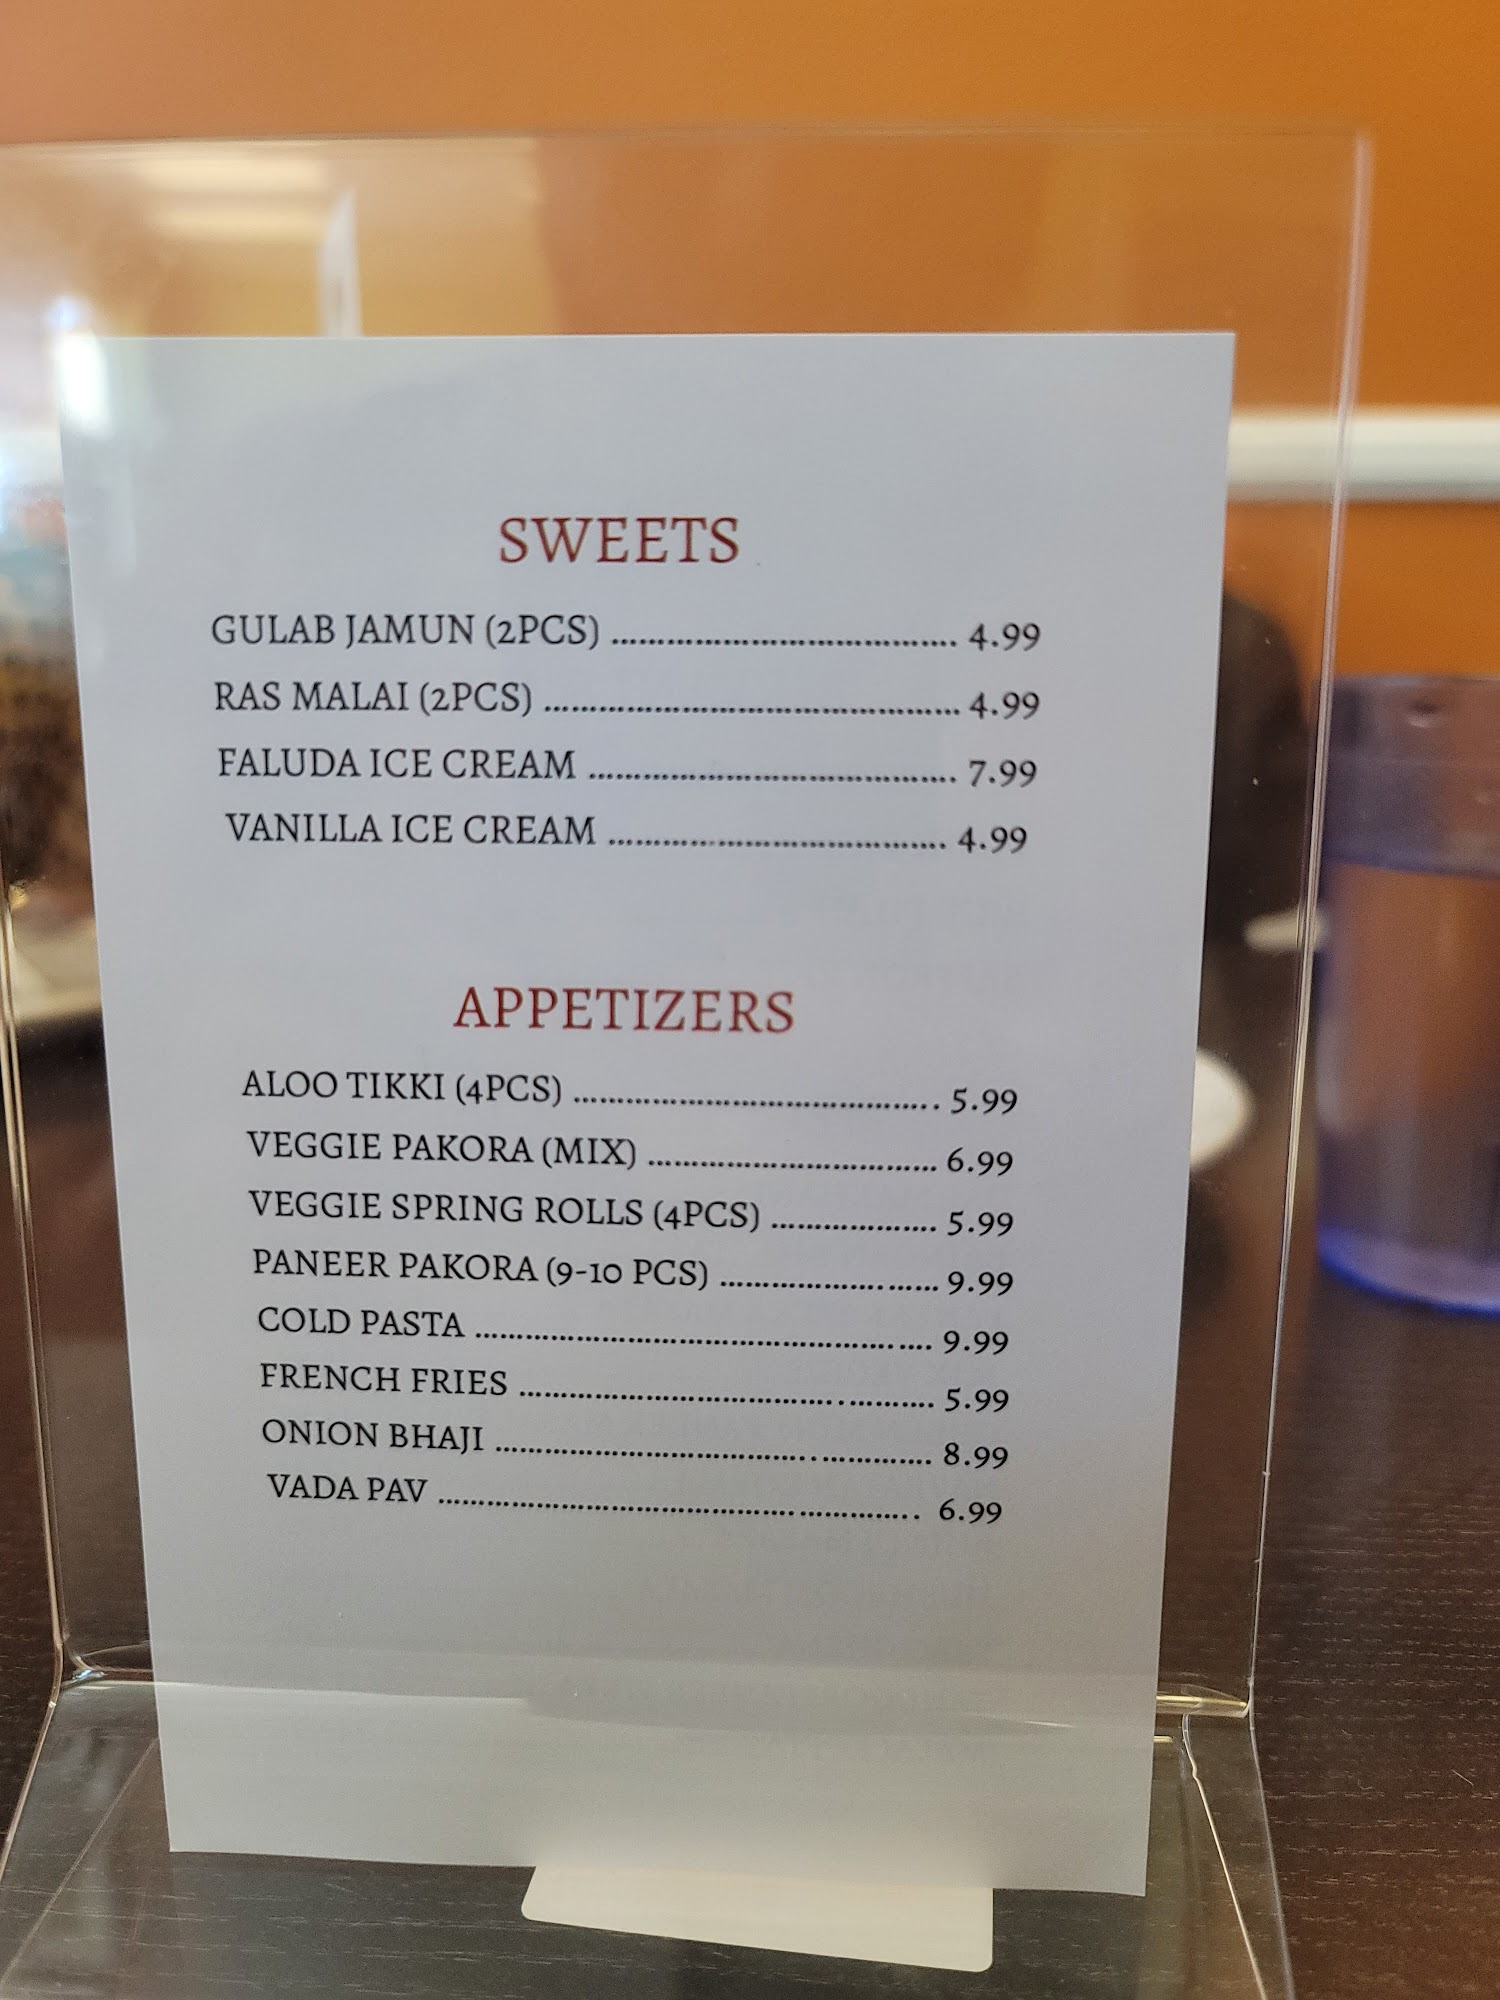 SWEETS
GULAB JAMUN (2PCS) ........................................ 4.99
RAS MALAI (2PCS) ................................................ 4.99
FALUDA ICE CREAM .......................................... 7.99
VANILLA ICE CREAM ....................................... 4.99
APPETIZERS
ALOO TIKKI (4PCS) ............................................ 5.99
VEGGIE PAKORA (MIX) .................................. 6.99
VEGGIE SPRING ROLLS (4PCS) .................... 5.99
PANEER PAKORA (9-10 PCS) .......................... 9.99
COLD PASTA ....................................................... 9.99
FRENCH FRIES .................................................. 5.99
ONION BHAJI .................................................... 8.99
VADA PAV .......................................................... 6.99